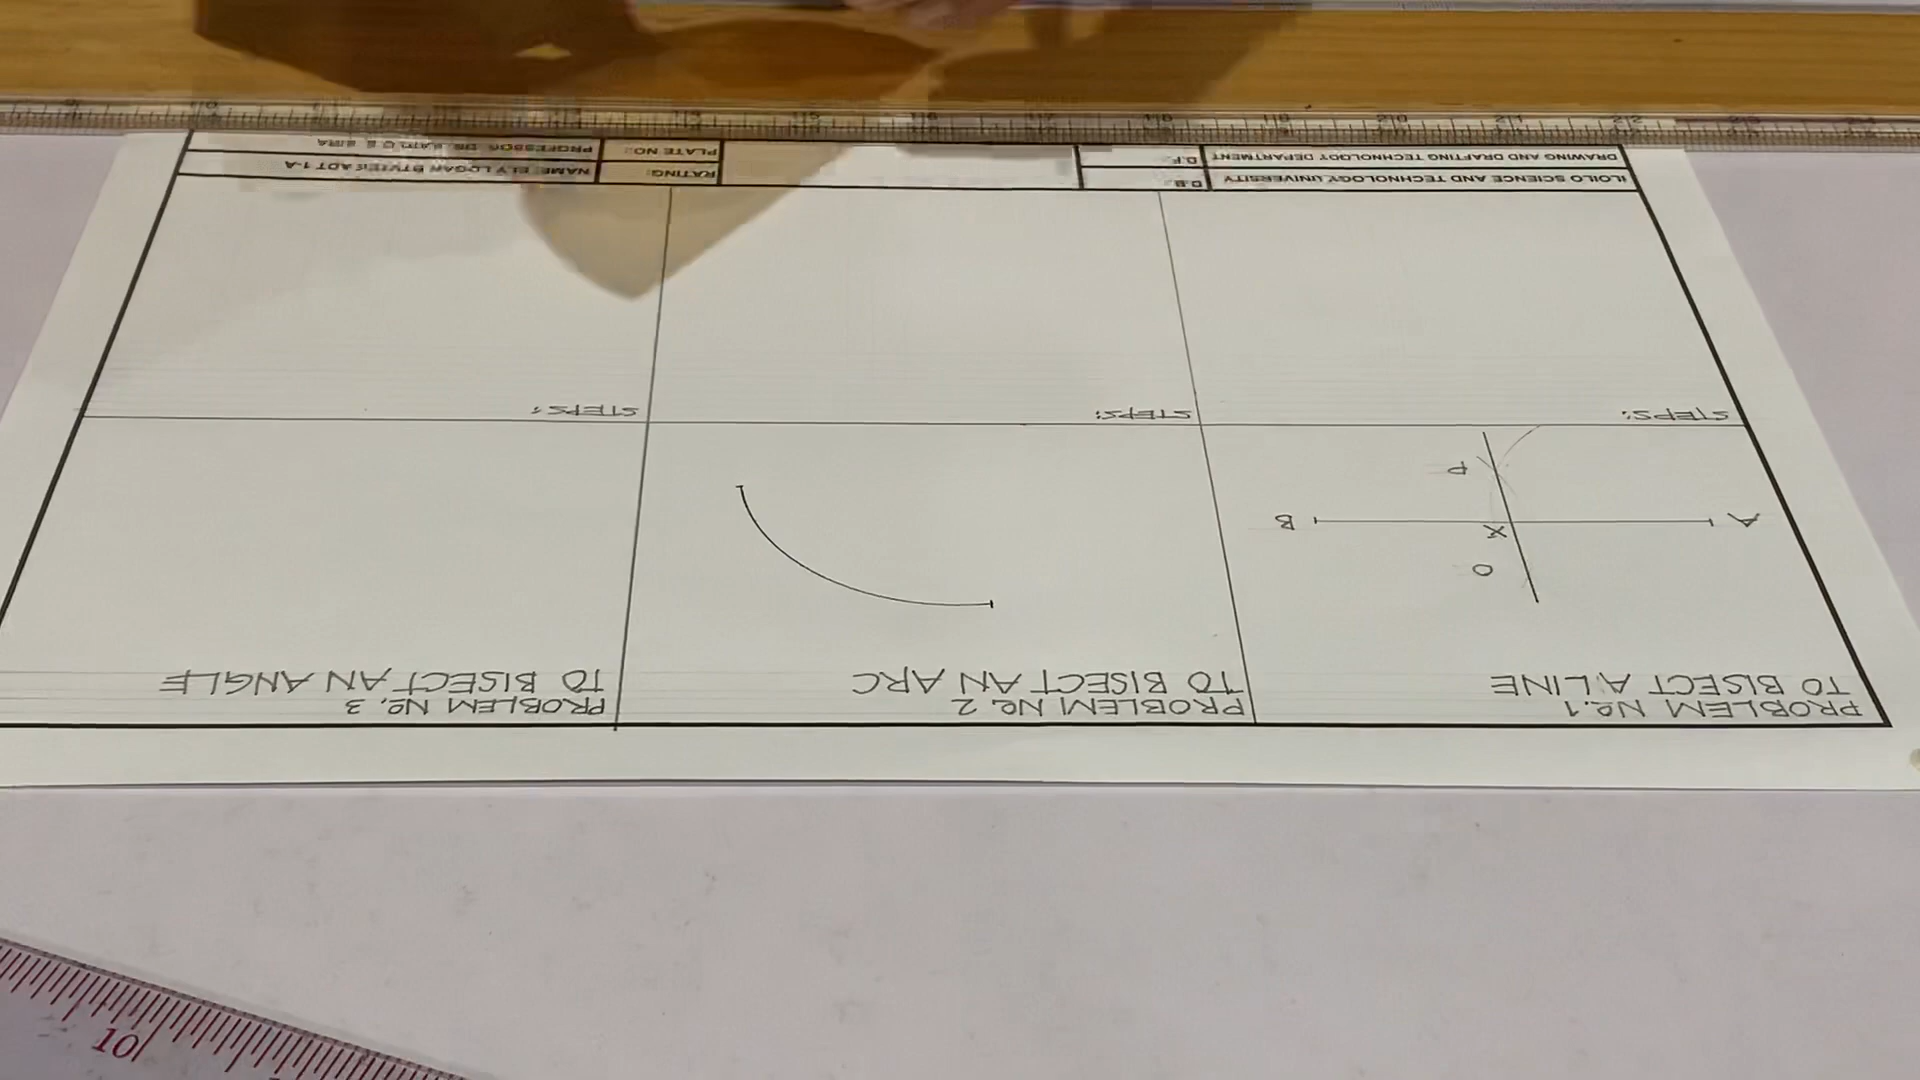 PROBLEM NO. 1
TO BISECT A LINE
A
B
X
O
P
STEPS:
PROBLEM NO. 2
TO BISECT AN ARC
STEPS:
PROBLEM NO. 3
TO BISECT AN ANGLE
STEPS:
ILOILO SCIENCE AND TECHNOLOGY UNIVERSITY
DRAWING AND DRAFTING TECHNOLOGY DEPARTMENT
D.B.
D.F.
RATING:
PLATE NO.:
NAME: ELY LOGAN ADT 1-A
PROFESSOR:
10